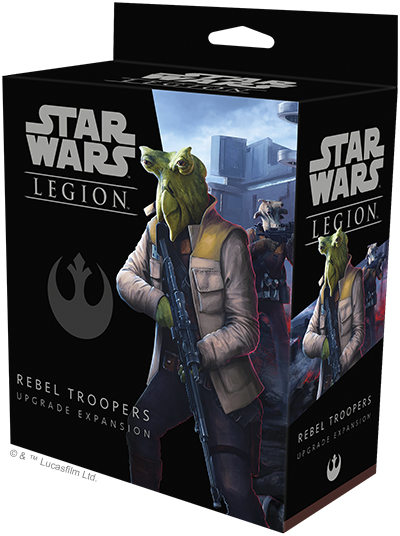 STAR
WARS
LEGION
REBEL TROOPERS
UPGRADE EXPANSION
© & ™ Lucasfilm Ltd.
STAR
WARS
LEGION
REBEL TROOPERS
UPGRADE EXPANSION